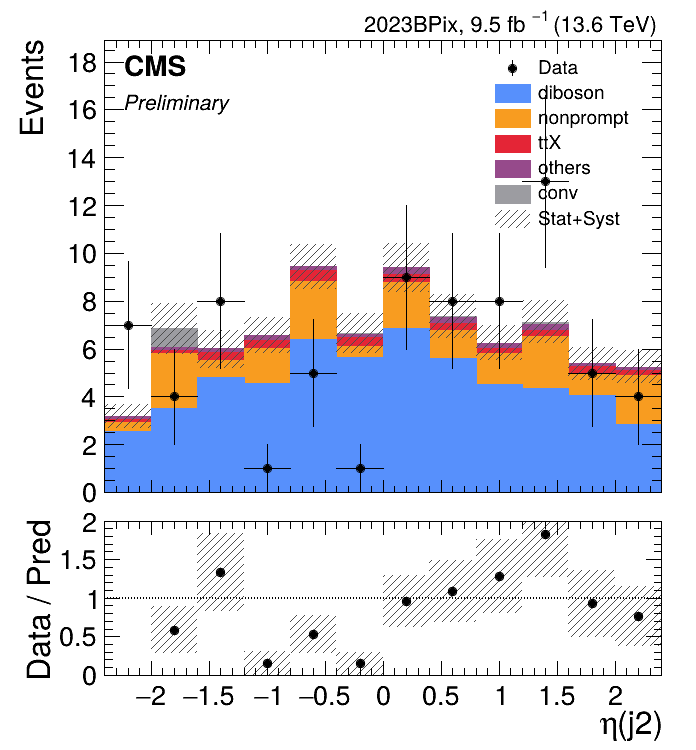 2023BPix, 9.5 fb⁻¹ (13.6 TeV)
CMS
Preliminary
Events
18
16
14
12
10
8
6
4
2
0
Data
diboson
nonprompt
ttX
others
conv
Stat+Syst
Data / Pred
2
1.5
1
0.5
0
−2
−1.5
−1
−0.5
0
0.5
1
1.5
2
η(j2)